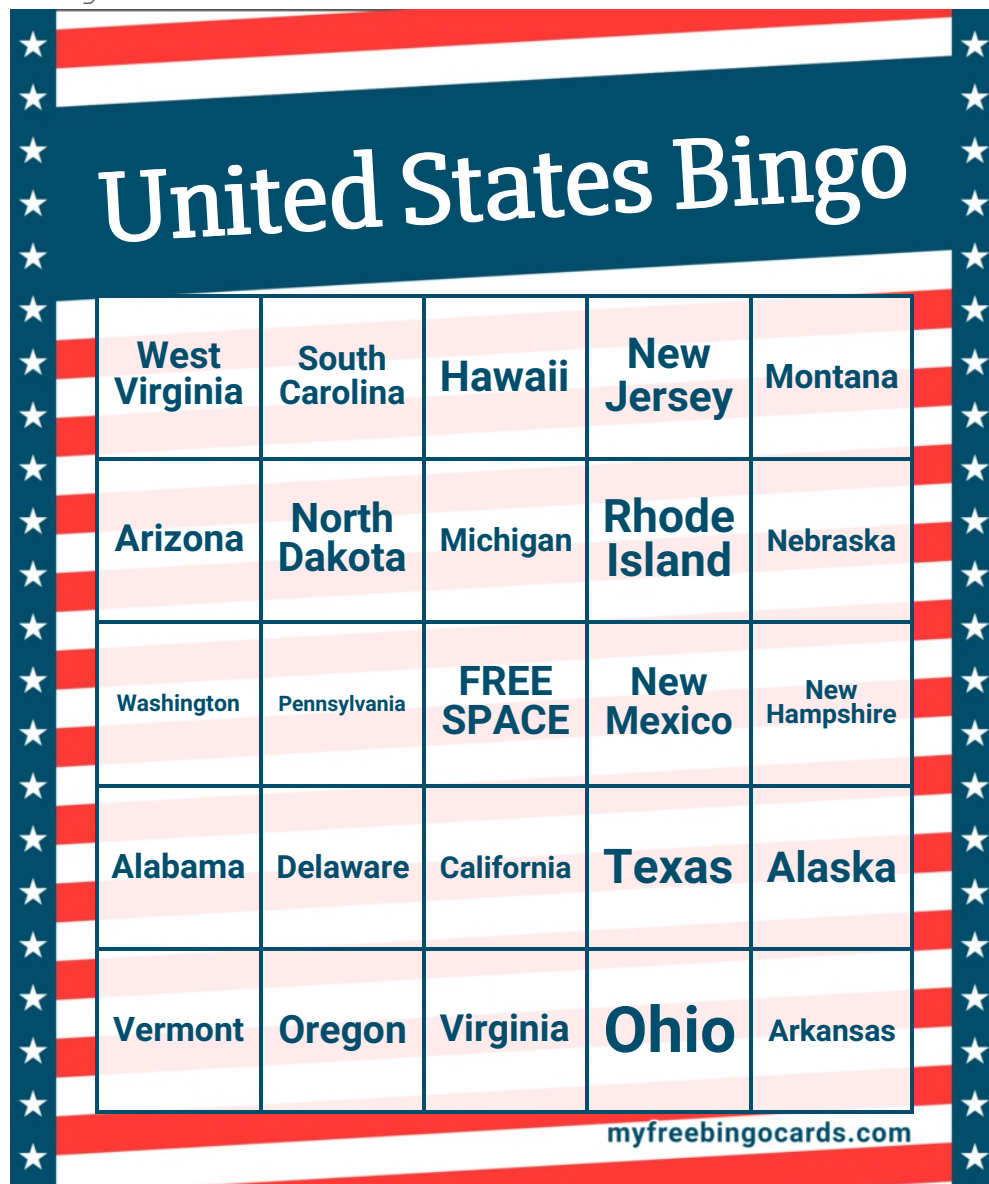 United States Bingo
West
Virginia
South
Carolina
Hawaii
New
Jersey
Montana
Arizona
North
Dakota
Michigan
Rhode
Island
Nebraska
Washington
Pennsylvania
FREE
SPACE
New
Mexico
New
Hampshire
Alabama
Delaware
California
Texas
Alaska
Vermont
Oregon
Virginia
Ohio
Arkansas
myfreebingocards.com